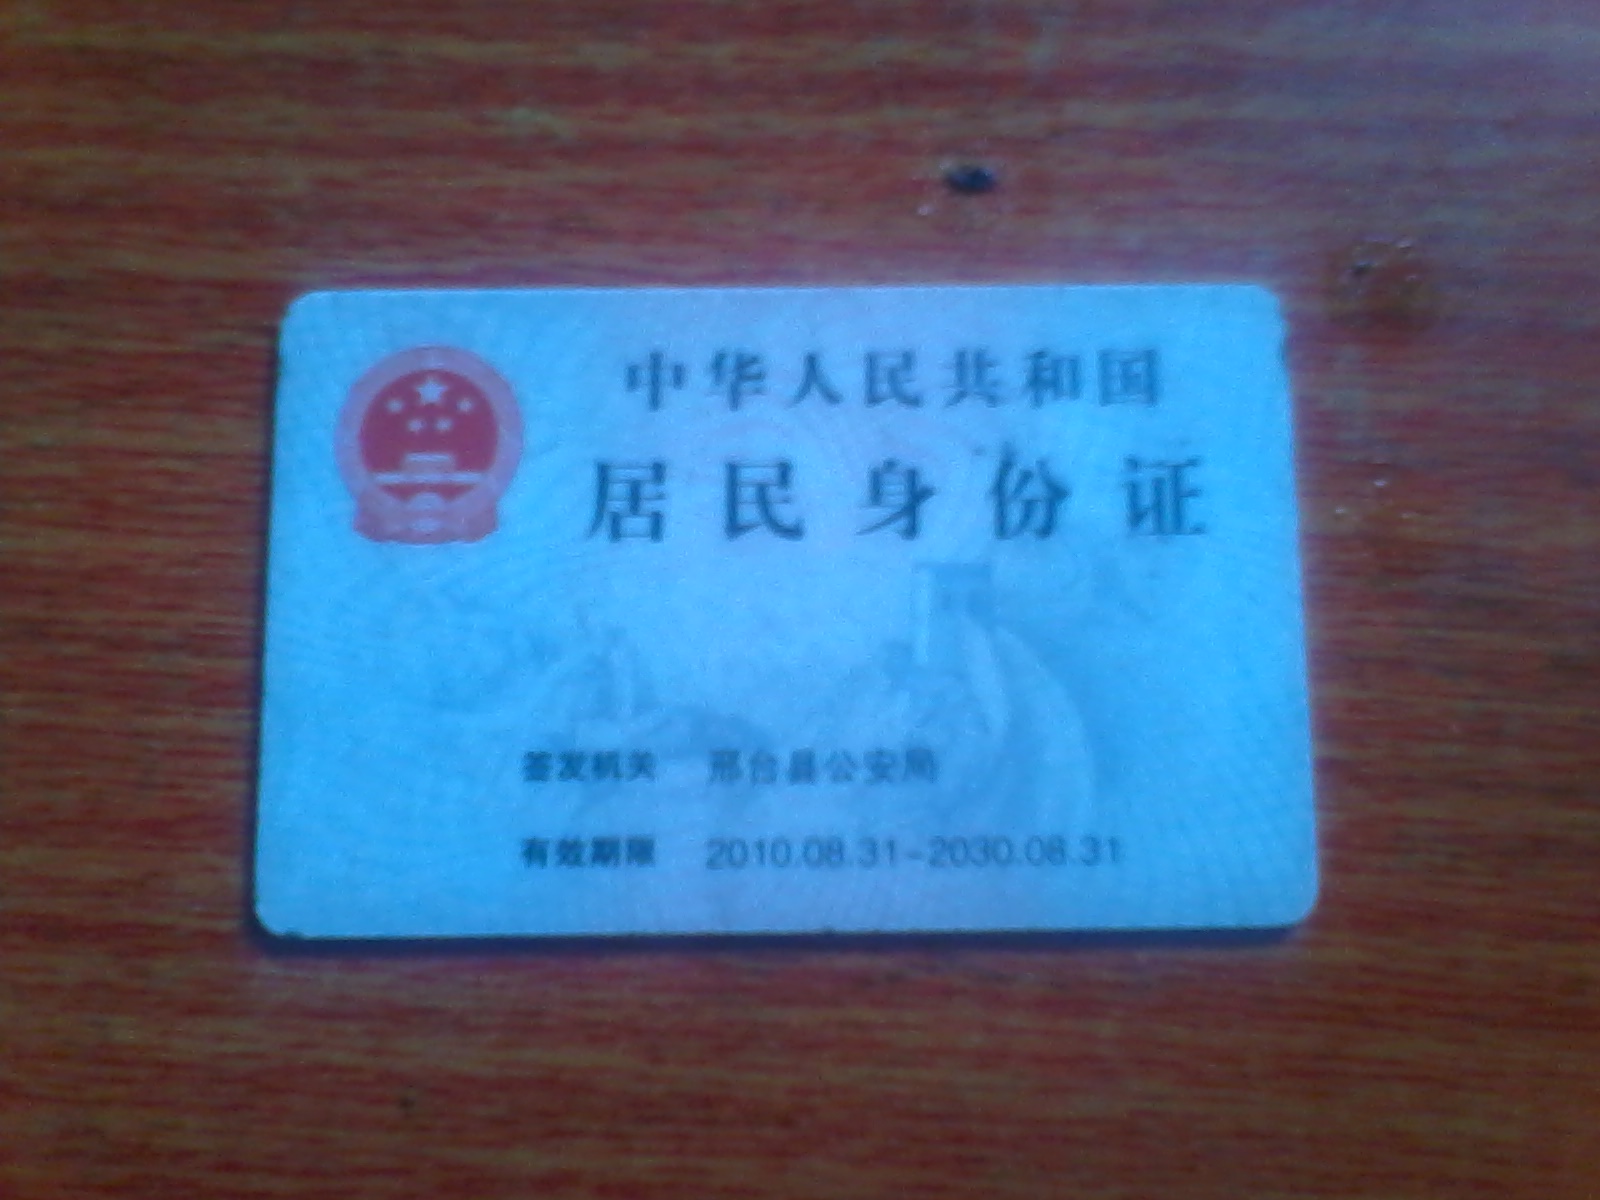 中华人民共和国
居民身份证
签发机关 邢台县公安局
有效期限 2010.08.31-2030.08.31